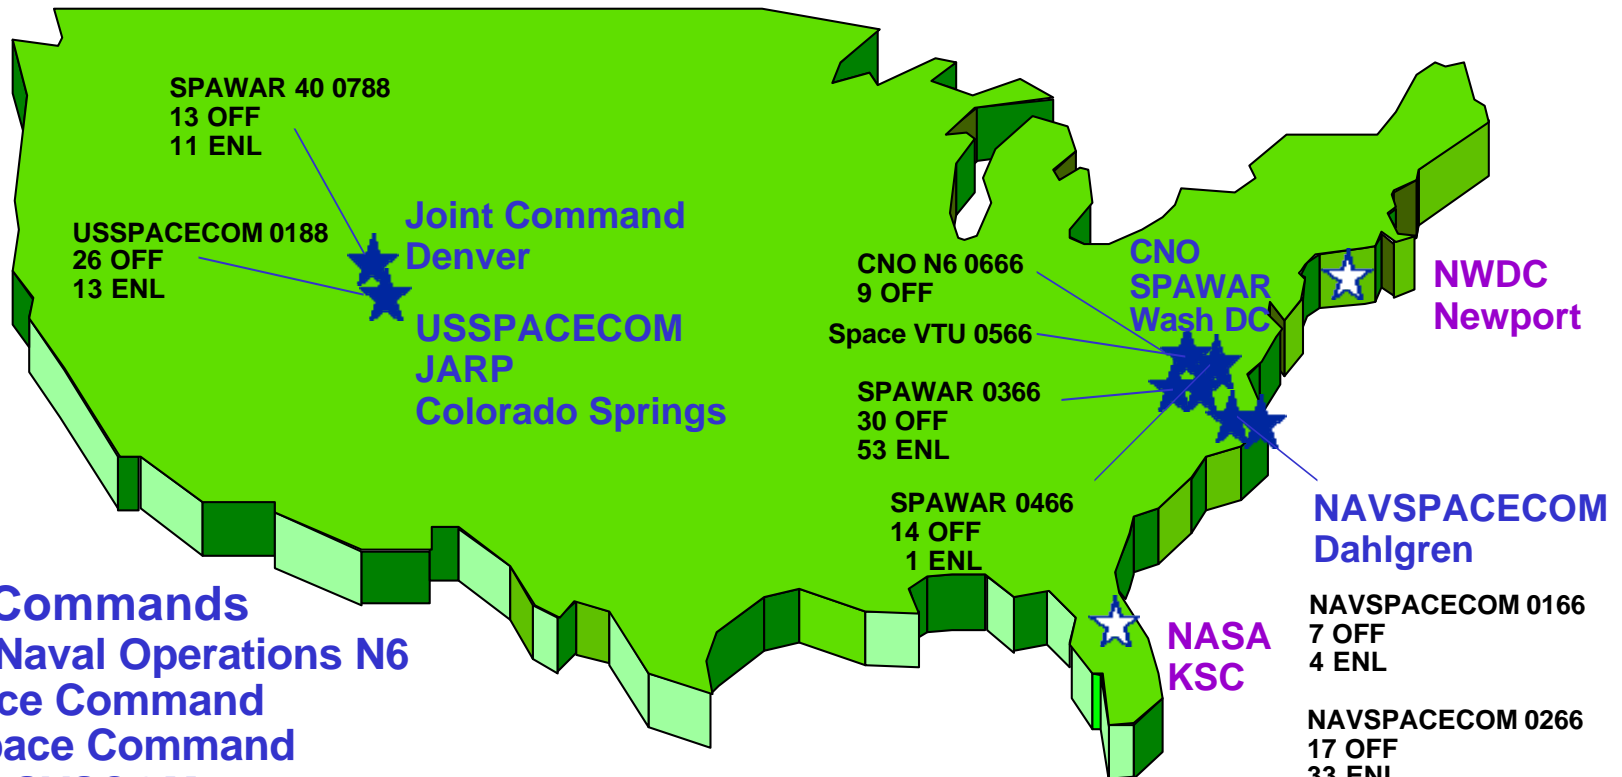 SPAWAR 40 0788
13 OFF
11 ENL
Joint Command
Denver
USSPACECOM 0188
26 OFF
13 ENL
USSPACECOM
JARP
Colorado Springs
CNO N6 0666
9 OFF
Space VTU 0566
SPAWAR 0366
30 OFF
53 ENL
SPAWAR 0466
14 OFF
1 ENL
CNO
SPAWAR
Wash DC
NWDC
Newport
NAVSPACECOM
Dahlgren
NAVSPACECOM 0166
7 OFF
4 ENL
NAVSPACECOM 0266
17 OFF
33 ENL
NASA
KSC
Commands
Naval Operations N6
ce Command
pace Command